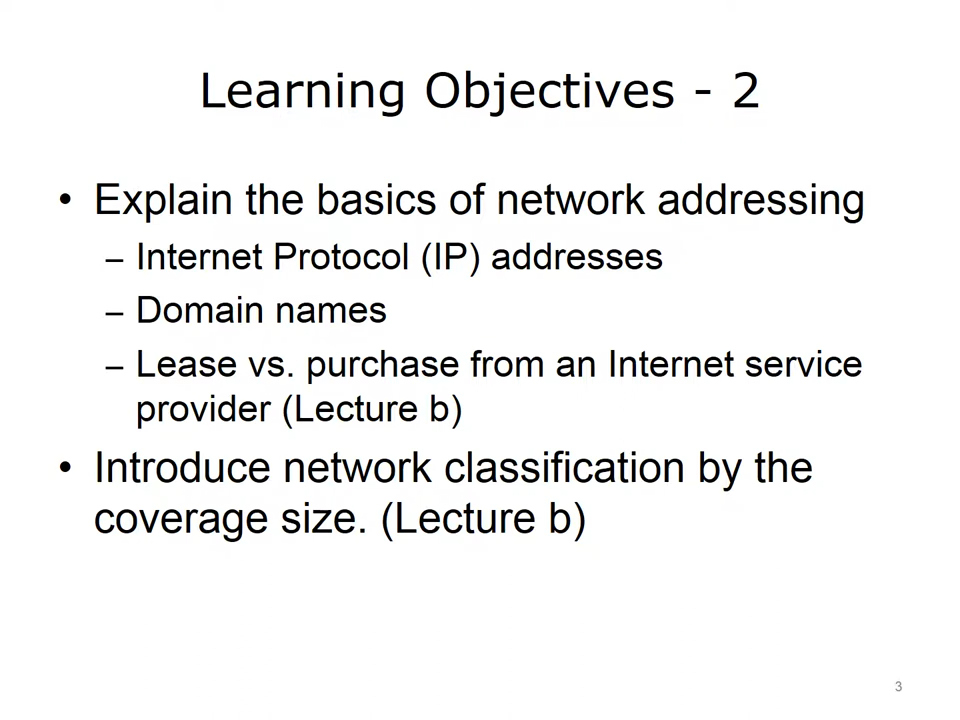 Learning Objectives - 2
• Explain the basics of network addressing
– Internet Protocol (IP) addresses
– Domain names
– Lease vs. purchase from an Internet service
provider (Lecture b)
• Introduce network classification by the
coverage size. (Lecture b)
3